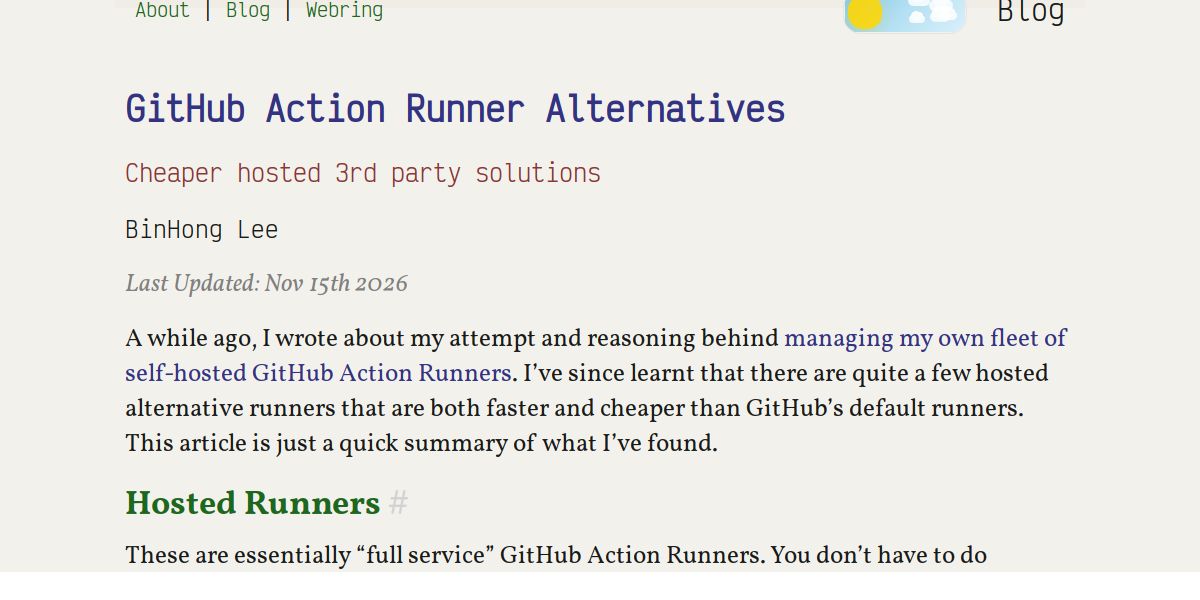 About | Blog | Webring
Blog
GitHub Action Runner Alternatives
Cheaper hosted 3rd party solutions
BinHong Lee
Last Updated: Nov 15th 2026
A while ago, I wrote about my attempt and reasoning behind managing my own fleet of
self-hosted GitHub Action Runners. I’ve since learnt that there are quite a few hosted
alternative runners that are both faster and cheaper than GitHub’s default runners.
This article is just a quick summary of what I’ve found.
Hosted Runners #
These are essentially “full service” GitHub Action Runners. You don’t have to do